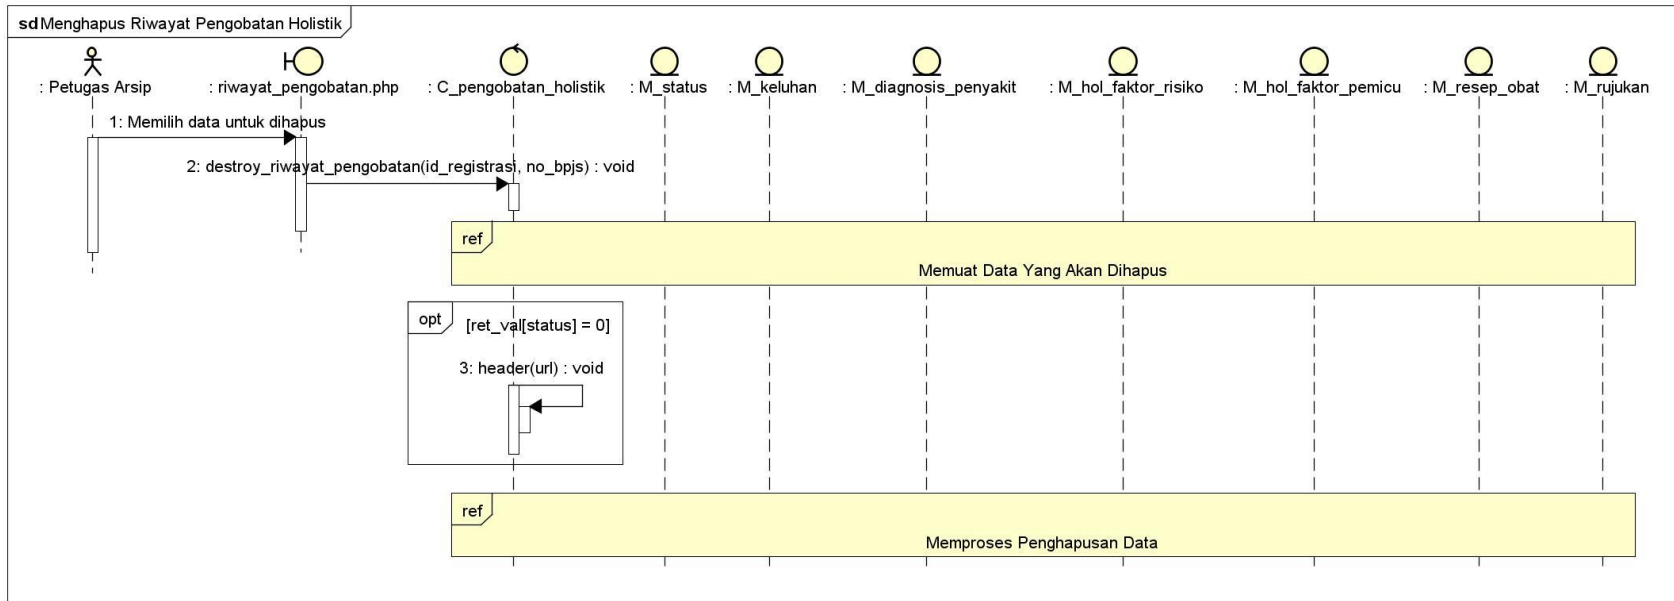 sd Menghapus Riwayat Pengobatan Holistik
: Petugas Arsip
: riwayat_pengobatan.php
: C_pengobatan_holistik
: M_status
: M_keluhan
: M_diagnosis_penyakit
: M_hol_faktor_risiko
: M_hol_faktor_pemicu
: M_resep_obat
: M_rujukan
1: Memilih data untuk dihapus
2: destroy_riwayat_pengobatan(id_registrasi, no_bpjs) : void
ref
Memuat Data Yang Akan Dihapus
opt
[ret_val[status] = 0]
3: header(url) : void
ref
Memproses Penghapusan Data